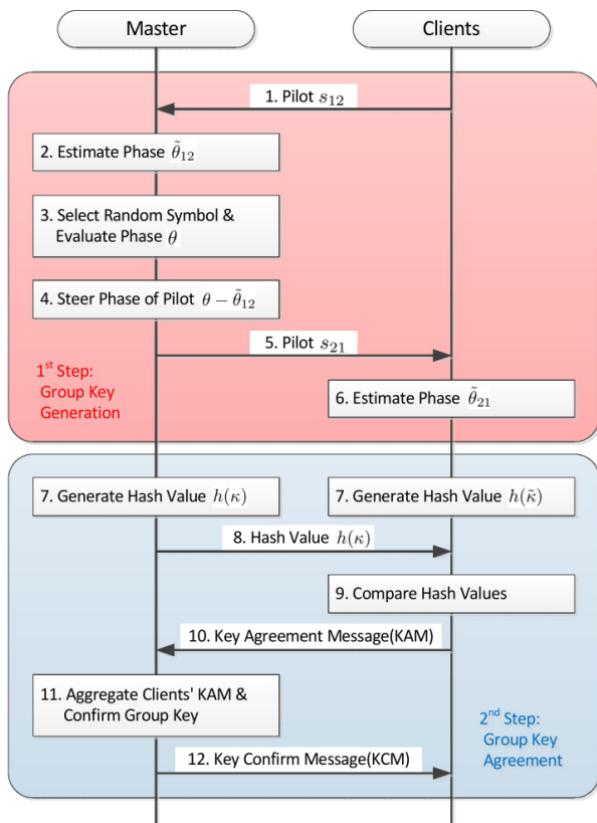 Master
Clients
1. Pilot s₁₂
2. Estimate Phase θ̃₁₂
3. Select Random Symbol &
Evaluate Phase θ
4. Steer Phase of Pilot θ − θ̃₁₂
5. Pilot s₂₁
1st Step:
Group Key
Generation
6. Estimate Phase θ̃₂₁
7. Generate Hash Value h(κ)
7. Generate Hash Value h(κ̃)
8. Hash Value h(κ)
9. Compare Hash Values
10. Key Agreement Message(KAM)
11. Aggregate Clients' KAM &
Confirm Group Key
2nd Step:
Group Key
Agreement
12. Key Confirm Message(KCM)